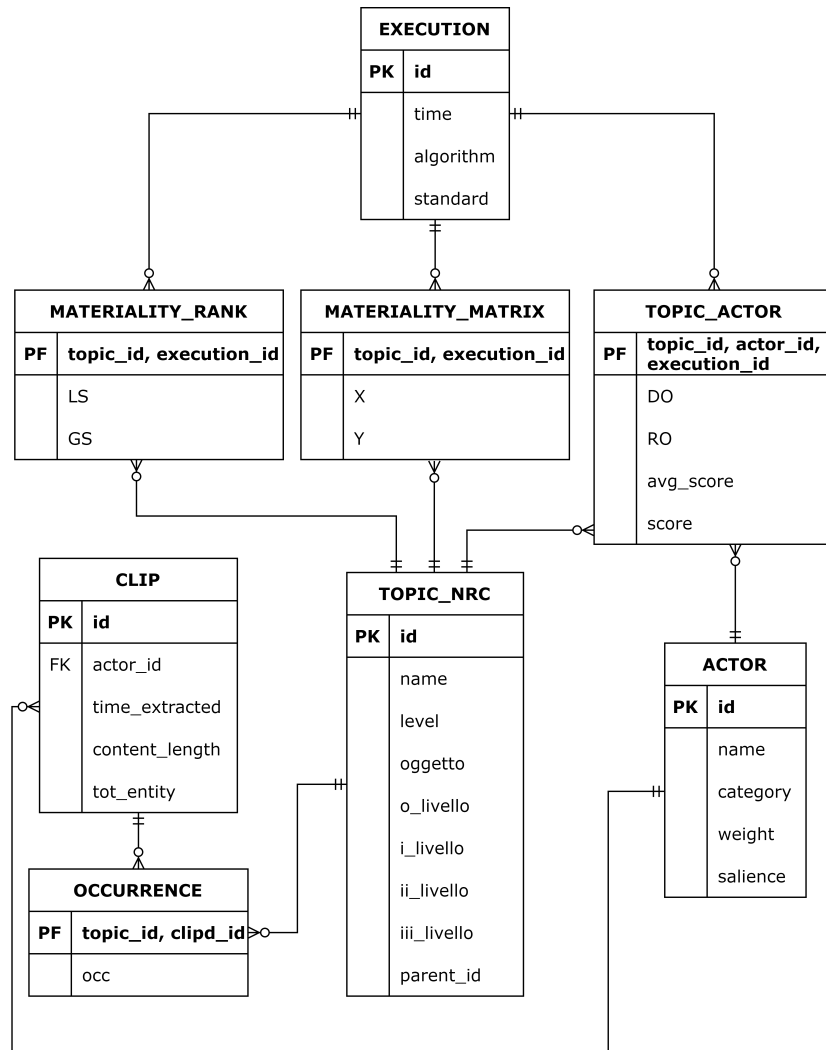 EXECUTION
PK id
time
algorithm
standard
MATERIALITY_RANK
PF topic_id, execution_id
LS
GS
MATERIALITY_MATRIX
PF topic_id, execution_id
X
Y
TOPIC_ACTOR
PF topic_id, actor_id,
execution_id
DO
RO
avg_score
score
CLIP
PK id
FK actor_id
time_extracted
content_length
tot_entity
TOPIC_NRC
PK id
name
level
oggetto
o_livello
i_livello
ii_livello
iii_livello
parent_id
ACTOR
PK id
name
category
weight
salience
OCCURRENCE
PF topic_id, clipd_id
occ